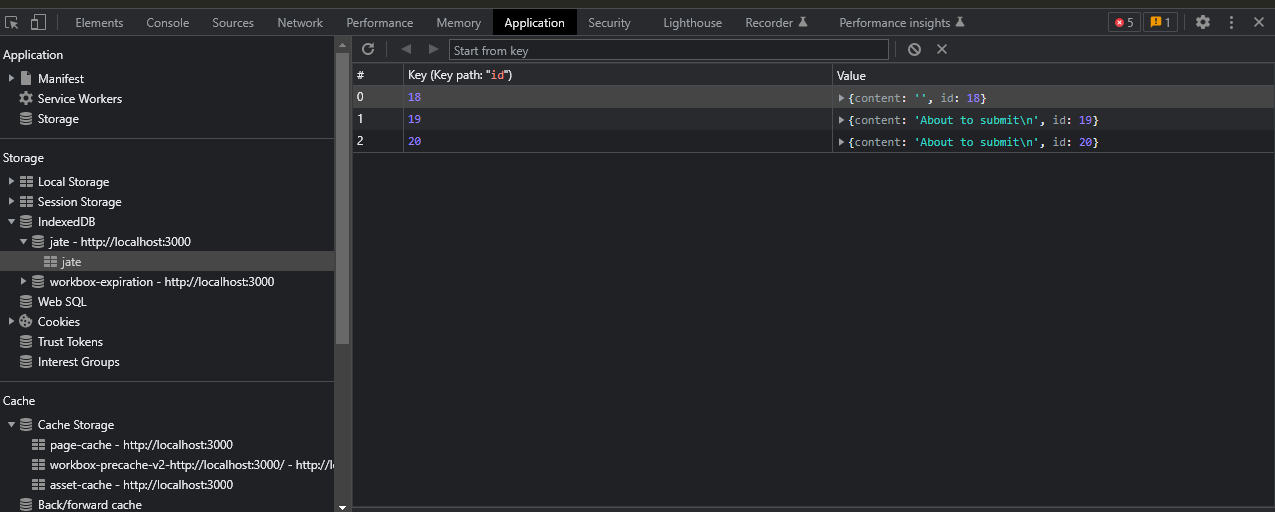 Elements Console Sources Network Performance Memory Application Security Lighthouse Recorder Performance insights 5 1
Application
Manifest
Service Workers
Storage
Storage
Local Storage
Session Storage
IndexedDB
jate - http://localhost:3000
jate
workbox-expiration - http://localhost:3000
Web SQL
Cookies
Trust Tokens
Interest Groups
Cache
Cache Storage
page-cache - http://localhost:3000
workbox-precache-v2-http://localhost:3000/ - http://l
asset-cache - http://localhost:3000
Back/forward cache
Start from key
# Key (Key path: "id") Value
0 18 {content: '', id: 18}
1 19 {content: 'About to submit\n', id: 19}
2 20 {content: 'About to submit\n', id: 20}